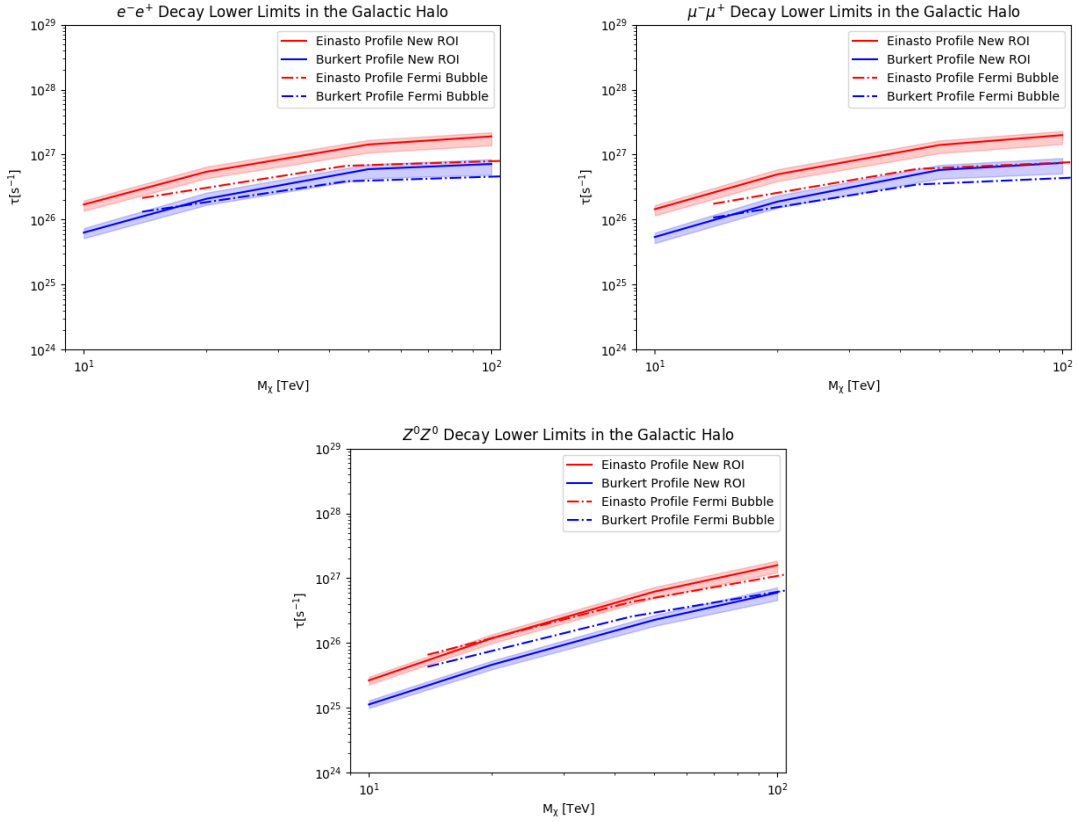 e⁻e⁺ Decay Lower Limits in the Galactic Halo
10²⁹
10²⁸
10²⁷
10²⁶
10²⁵
10²⁴
τ[s⁻¹]
Einasto Profile New ROI
Burkert Profile New ROI
Einasto Profile Fermi Bubble
Burkert Profile Fermi Bubble
10¹ 10²
Mχ [TeV]
μ⁻μ⁺ Decay Lower Limits in the Galactic Halo
10²⁹
10²⁸
10²⁷
10²⁶
10²⁵
10²⁴
τ[s⁻¹]
Einasto Profile New ROI
Burkert Profile New ROI
Einasto Profile Fermi Bubble
Burkert Profile Fermi Bubble
10¹ 10²
Mχ [TeV]
Z⁰Z⁰ Decay Lower Limits in the Galactic Halo
10²⁹
10²⁸
10²⁷
10²⁶
10²⁵
10²⁴
τ[s⁻¹]
Einasto Profile New ROI
Burkert Profile New ROI
Einasto Profile Fermi Bubble
Burkert Profile Fermi Bubble
10¹ 10²
Mχ [TeV]